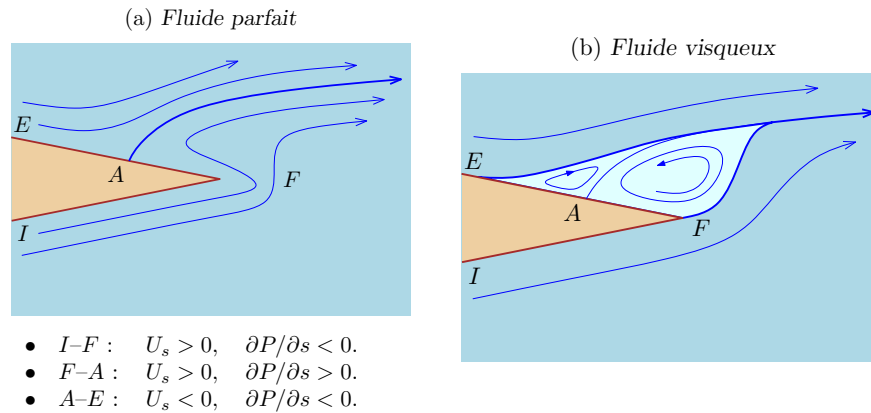 (a) Fluide parfait
E
A
F
I
• I–F : U_s > 0, ∂P/∂s < 0.
• F–A : U_s > 0, ∂P/∂s > 0.
• A–E : U_s < 0, ∂P/∂s < 0.
(b) Fluide visqueux
E
A
F
I